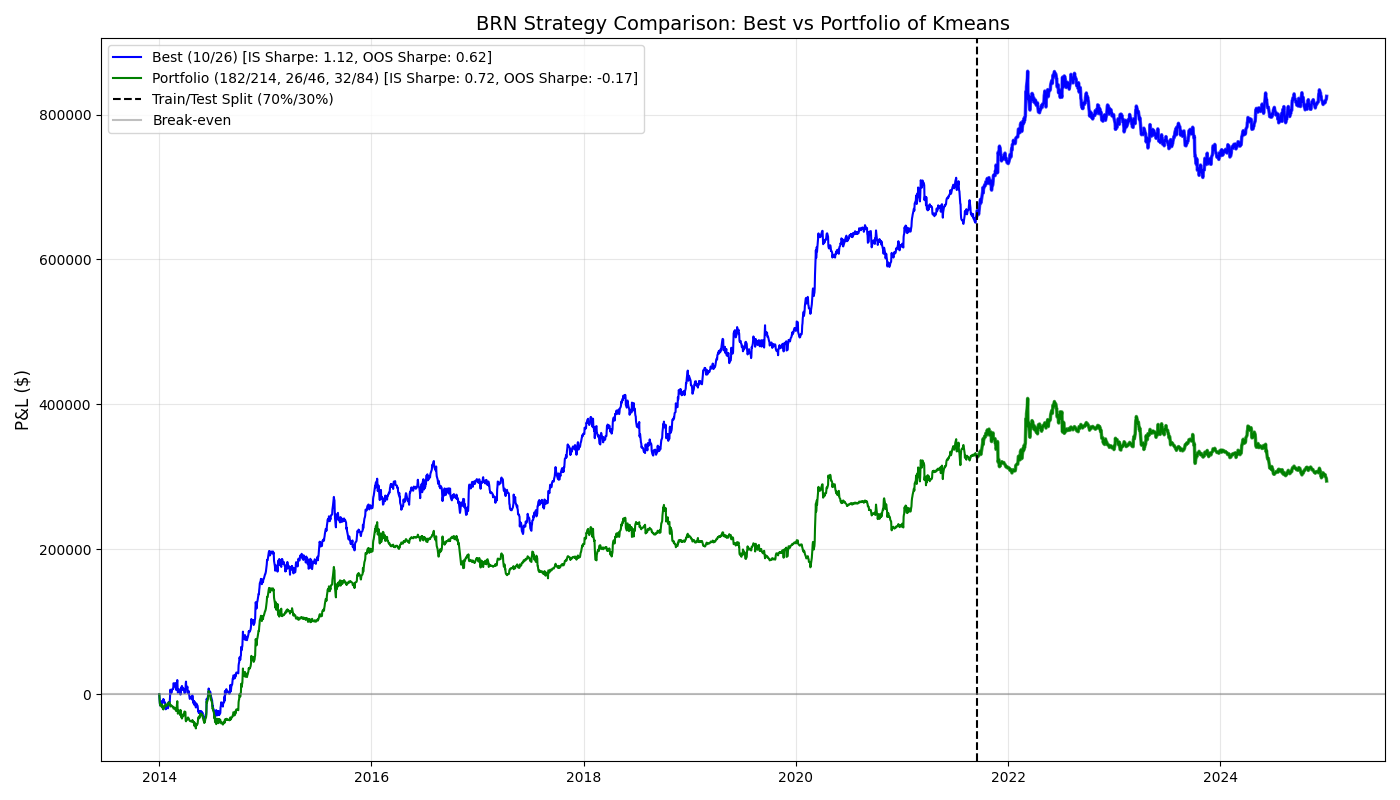 BRN Strategy Comparison: Best vs Portfolio of Kmeans
Best (10/26) [IS Sharpe: 1.12, OOS Sharpe: 0.62]
Portfolio (182/214, 26/46, 32/84) [IS Sharpe: 0.72, OOS Sharpe: -0.17]
Train/Test Split (70%/30%)
Break-even
P&L ($)
800000
600000
400000
200000
0
2014
2016
2018
2020
2022
2024